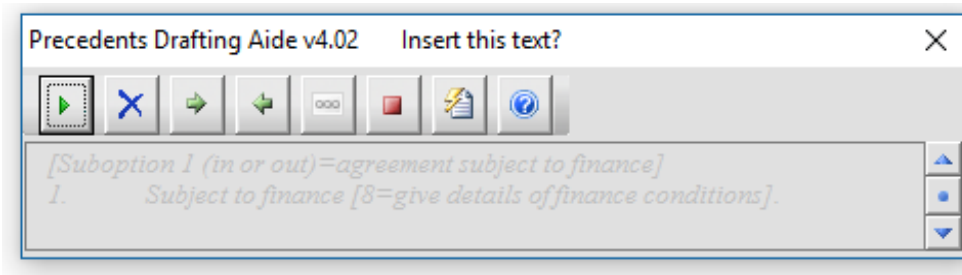 Precedents Drafting Aide v4.02 Insert this text?
[Suboption 1 (in or out)=agreement subject to finance]
1. Subject to finance [8=give details of finance conditions].